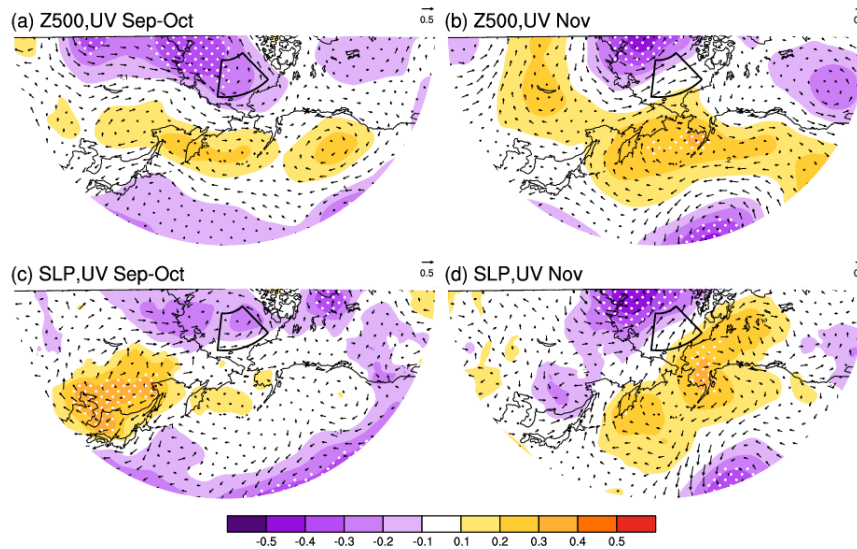 (a) Z500,UV Sep-Oct
0.5
(b) Z500,UV Nov
0
(c) SLP,UV Sep-Oct
0.5
(d) SLP,UV Nov
0
-0.5 -0.4 -0.3 -0.2 -0.1 0.1 0.2 0.3 0.4 0.5